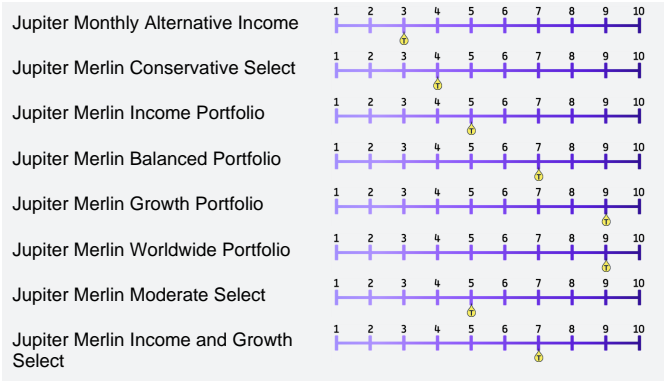 Jupiter Monthly Alternative Income 1 2 3 4 5 6 7 8 9 10
T
Jupiter Merlin Conservative Select 1 2 3 4 5 6 7 8 9 10
T
Jupiter Merlin Income Portfolio 1 2 3 4 5 6 7 8 9 10
T
Jupiter Merlin Balanced Portfolio 1 2 3 4 5 6 7 8 9 10
T
Jupiter Merlin Growth Portfolio 1 2 3 4 5 6 7 8 9 10
T
Jupiter Merlin Worldwide Portfolio 1 2 3 4 5 6 7 8 9 10
T
Jupiter Merlin Moderate Select 1 2 3 4 5 6 7 8 9 10
T
Jupiter Merlin Income and Growth 1 2 3 4 5 6 7 8 9 10
Select T